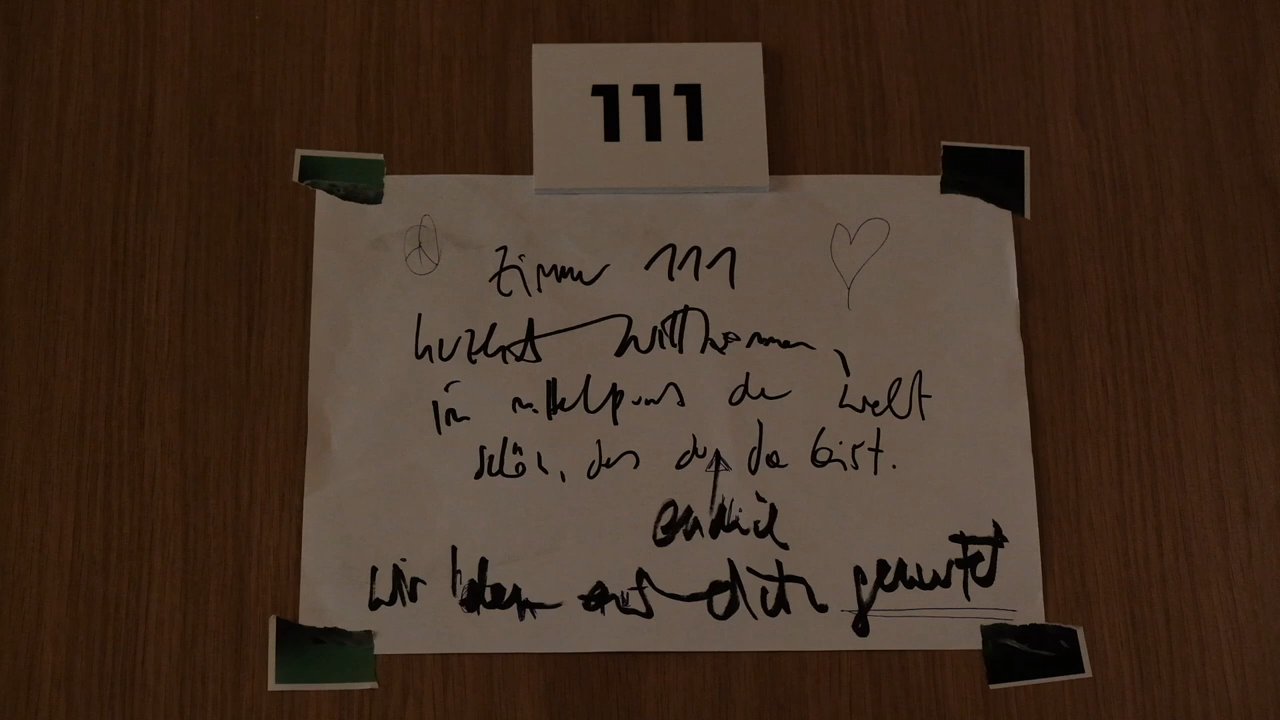 111
Zimmer 111
herzlich willkommen,
im mittelpunkt der welt
schön, das du da bist.
endlich
wir haben auf dich gewartet